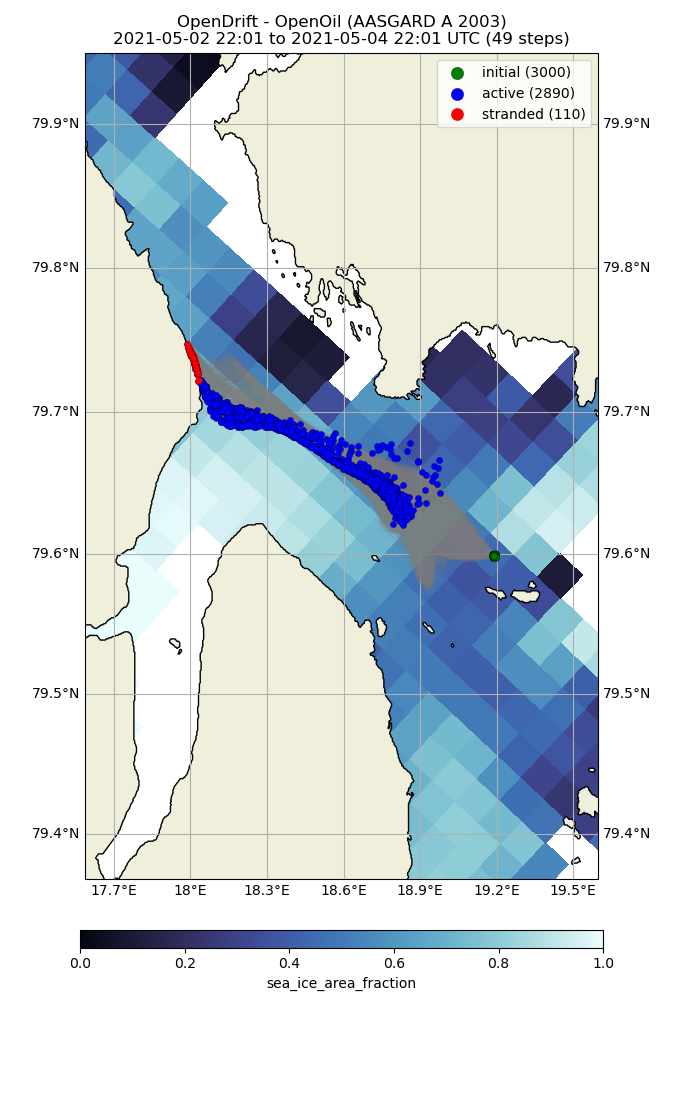 OpenDrift - OpenOil (AASGARD A 2003)
2021-05-02 22:01 to 2021-05-04 22:01 UTC (49 steps)
initial (3000)
active (2890)
stranded (110)
79.9°N 79.9°N
79.8°N 79.8°N
79.7°N 79.7°N
79.6°N 79.6°N
79.5°N 79.5°N
79.4°N 79.4°N
17.7°E 18°E 18.3°E 18.6°E 18.9°E 19.2°E 19.5°E
0.0 0.2 0.4 0.6 0.8 1.0
sea_ice_area_fraction